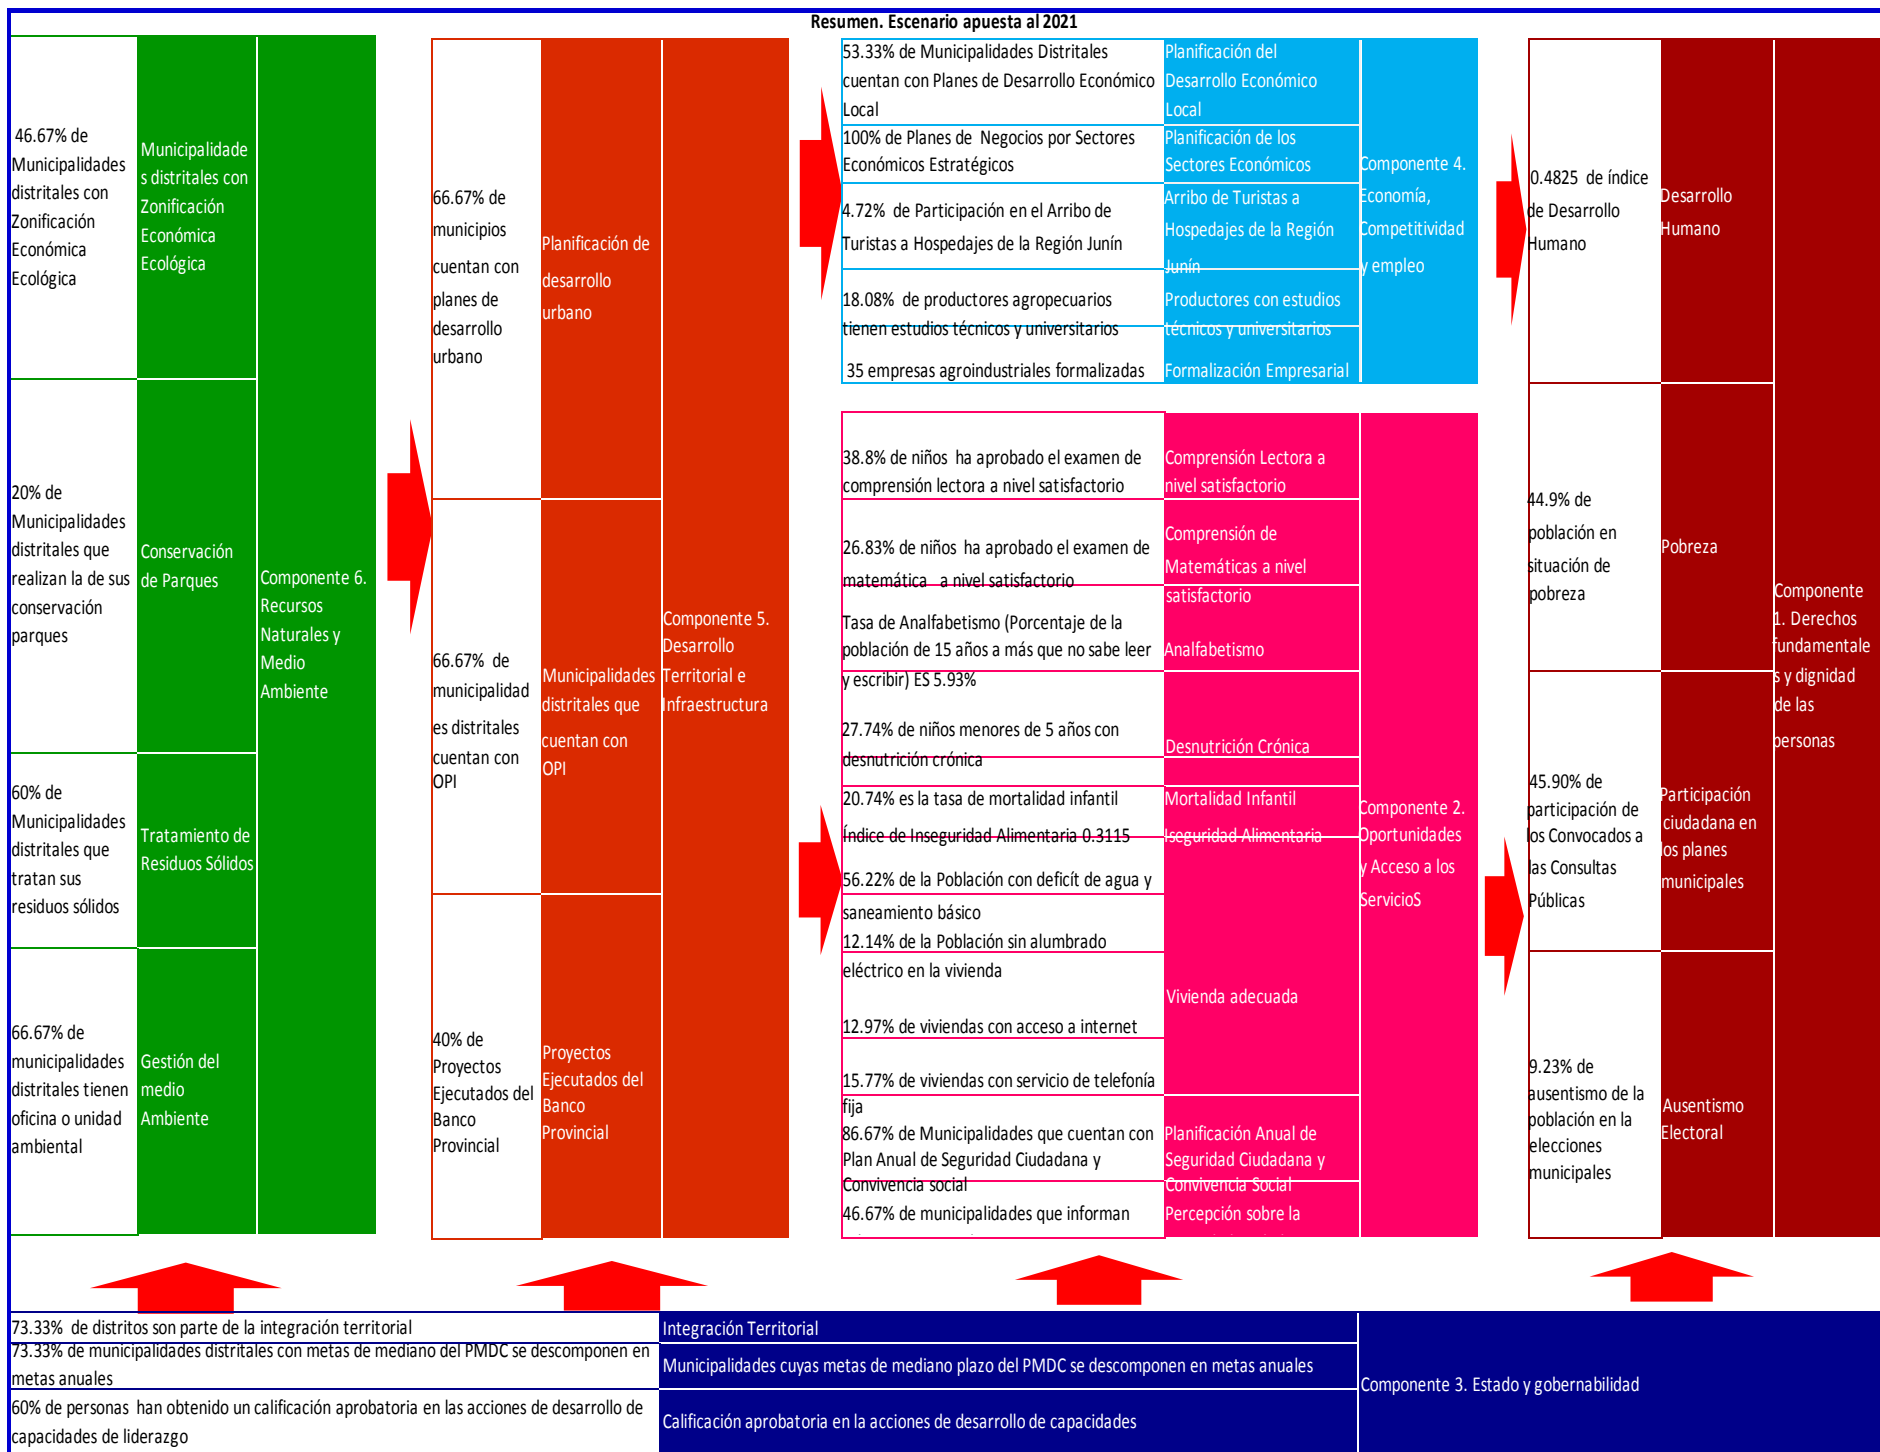 Resumen. Escenario apuesta al 2021
46.67% de
Municipalidades
distritales con
Zonificación
Económica
Ecológica
Municipalidade
s distritales con
Zonificación
Económica
Ecológica
20% de
Municipalidades
distritales que
realizan la de sus
conservación
parques
Conservación
de Parques
60% de
Municipalidades
distritales que
tratan sus
residuos sólidos
Tratamiento de
Residuos Sólidos
66.67% de
municipalidades
distritales tienen
oficina o unidad
ambiental
Gestión del
medio
Ambiente
Componente 6.
Recursos
Naturales y
Medio
Ambiente
66.67% de
municipios
cuentan con
planes de
desarrollo
urbano
Planificación de
desarrollo
urbano
66.67% de
municipalidad
es distritales
cuentan con
OPI
Municipalidades
distritales que
cuentan con
OPI
40% de
Proyectos
Ejecutados del
Banco
Provincial
Proyectos
Ejecutados del
Banco
Provincial
Componente 5.
Desarrollo
Territorial e
Infraestructura
53.33% de Municipalidades Distritales
cuentan con Planes de Desarrollo Económico
Local
Planificación del
Desarrollo Económico
Local
100% de Planes de Negocios por Sectores
Económicos Estratégicos
Planificación de los
Sectores Económicos
4.72% de Participación en el Arribo de
Turistas a Hospedajes de la Región Junín
Arribo de Turistas a
Hospedajes de la Región
Junín
18.08% de productores agropecuarios
tienen estudios técnicos y universitarios
Productores con estudios
técnicos y universitarios
35 empresas agroindustriales formalizadas
Formalización Empresarial
Componente 4.
Economía,
Competitividad
y empleo
38.8% de niños ha aprobado el examen de
comprensión lectora a nivel satisfactorio
Comprensión Lectora a
nivel satisfactorio
26.83% de niños ha aprobado el examen de
matemática a nivel satisfactorio
Comprensión de
Matemáticas a nivel
satisfactorio
Tasa de Analfabetismo (Porcentaje de la
población de 15 años a más que no sabe leer
y escribir) ES 5.93%
Analfabetismo
27.74% de niños menores de 5 años con
desnutrición crónica
Desnutrición Crónica
20.74% es la tasa de mortalidad infantil
Mortalidad Infantil
Índice de Inseguridad Alimentaria 0.3115
Iseguridad Alimentaria
56.22% de la Población con deficít de agua y
saneamiento básico
12.14% de la Población sin alumbrado
eléctrico en la vivienda
12.97% de viviendas con acceso a internet
15.77% de viviendas con servicio de telefonía
fija
Vivienda adecuada
86.67% de Municipalidades que cuentan con
Plan Anual de Seguridad Ciudadana y
Convivencia social
Planificación Anual de
Seguridad Ciudadana y
Convivencia Social
46.67% de municipalidades que informan
Percepción sobre la
Componente 2.
Oportunidades
y Acceso a los
ServicioS
0.4825 de índice
de Desarrollo
Humano
Desarrollo
Humano
44.9% de
población en
situación de
pobreza
Pobreza
45.90% de
participación de
los Convocados a
las Consultas
Públicas
Participación
ciudadana en
los planes
municipales
9.23% de
ausentismo de la
población en la
elecciones
municipales
Ausentismo
Electoral
Componente
1. Derechos
fundamentale
s y dignidad
de las
personas
73.33% de distritos son parte de la integración territorial
Integración Territorial
73.33% de municipalidades distritales con metas de mediano del PMDC se descomponen en
metas anuales
Municipalidades cuyas metas de mediano plazo del PMDC se descomponen en metas anuales
60% de personas han obtenido un calificación aprobatoria en las acciones de desarrollo de
capacidades de liderazgo
Calificación aprobatoria en la acciones de desarrollo de capacidades
Componente 3. Estado y gobernabilidad